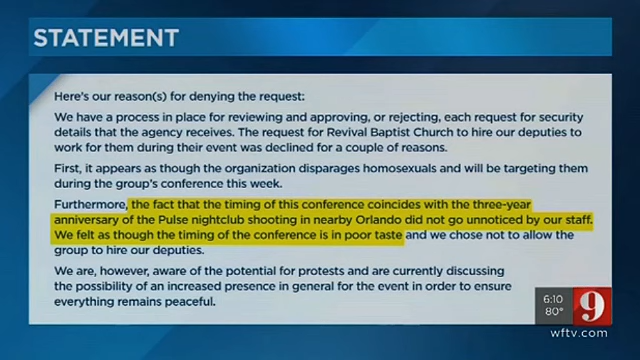 STATEMENT
Here's our reason(s) for denying the request:
We have a process in place for reviewing and approving, or rejecting, each request for security
details that the agency receives. The request for Revival Baptist Church to hire our deputies to
work for them during their event was declined for a couple of reasons.
First, it appears as though the organization disparages homosexuals and will be targeting them
during the group's conference this week.
Furthermore, the fact that the timing of this conference coincides with the three-year
anniversary of the Pulse nightclub shooting in nearby Orlando did not go unnoticed by our staff.
We felt as though the timing of the conference is in poor taste and we chose not to allow the
group to hire our deputies.
We are, however, aware of the potential for protests and are currently discussing
the possibility of an increased presence in general for the event in order to ensure
everything remains peaceful.
6:10
80°
9
wftv.com